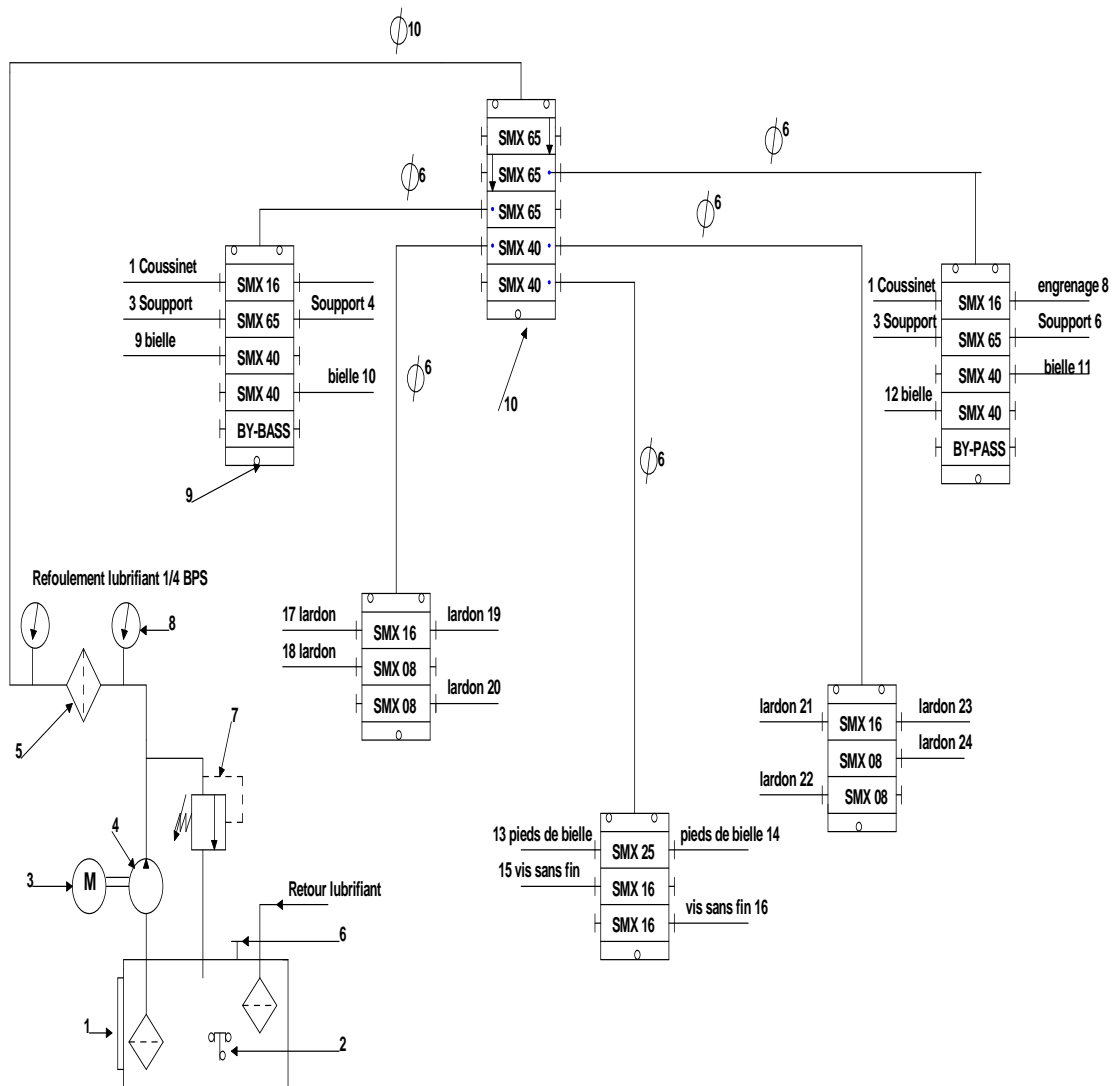 10
6
SMX 65
SMX 65
SMX 65
SMX 40
SMX 40
6
6
10
1 Coussinet
SMX 16
3 Soupport
SMX 65
Soupport 4
9 bielle
SMX 40
SMX 40
bielle 10
BY-BASS
9
6
6
1 Coussinet
SMX 16
engrenage 8
3 Soupport
SMX 65
Soupport 6
SMX 40
bielle 11
12 bielle
SMX 40
BY-PASS
Refoulement lubrifiant 1/4 BPS
8
5
7
4
3
M
Retour lubrifiant
6
1
2
17 lardon
SMX 16
lardon 19
18 lardon
SMX 08
SMX 08
lardon 20
lardon 21
SMX 16
lardon 23
SMX 08
lardon 24
lardon 22
SMX 08
13 pieds de bielle
SMX 25
pieds de bielle 14
15 vis sans fin
SMX 16
SMX 16
vis sans fin 16